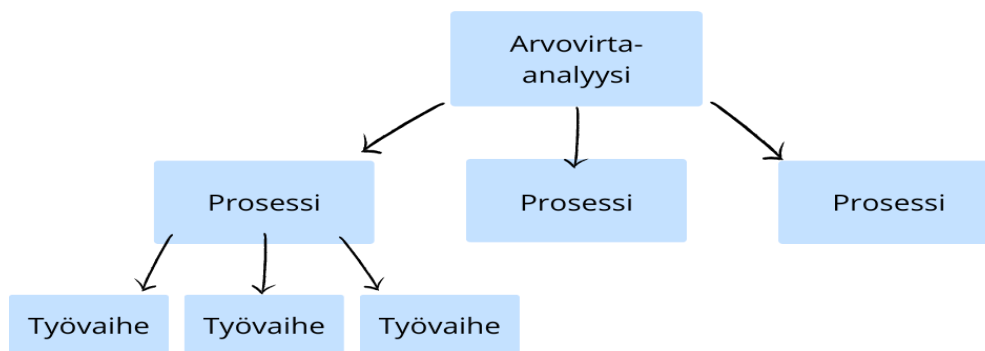 Arvovirta-
analyysi
Prosessi
Prosessi
Prosessi
Työvaihe
Työvaihe
Työvaihe